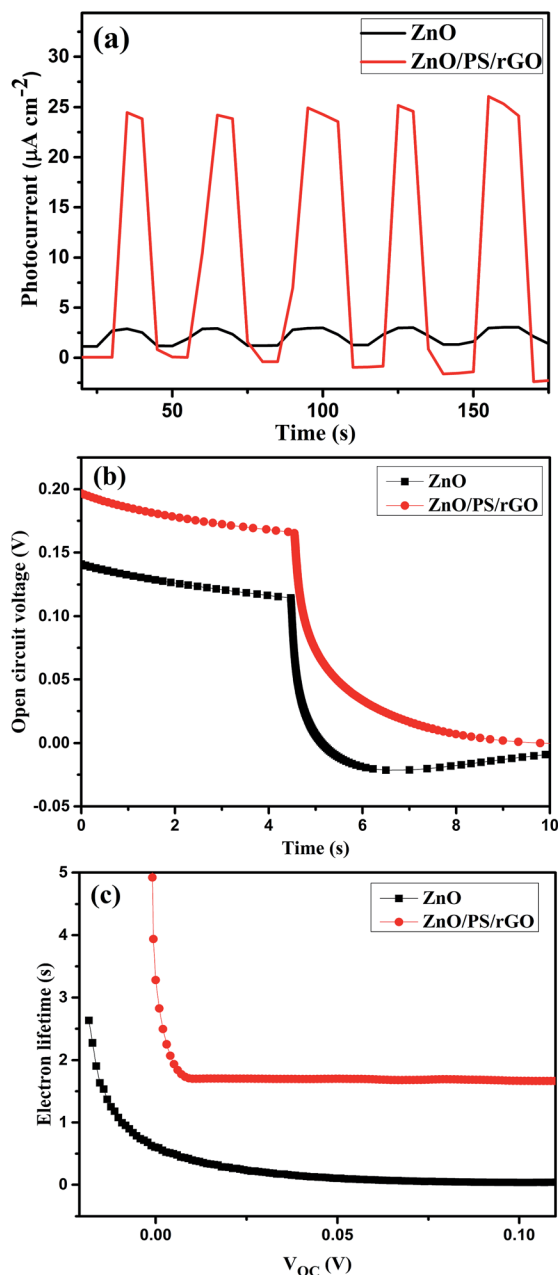 (a)
ZnO
ZnO/PS/rGO
Photocurrent (μA cm⁻²)
30
25
20
15
10
5
0
50
100
150
Time (s)
(b)
ZnO
ZnO/PS/rGO
Open circuit voltage (V)
0.20
0.15
0.10
0.05
0.00
-0.05
0
2
4
6
8
10
Time (s)
(c)
ZnO
ZnO/PS/rGO
Electron lifetime (s)
5
4
3
2
1
0
0.00
0.05
0.10
V_OC (V)